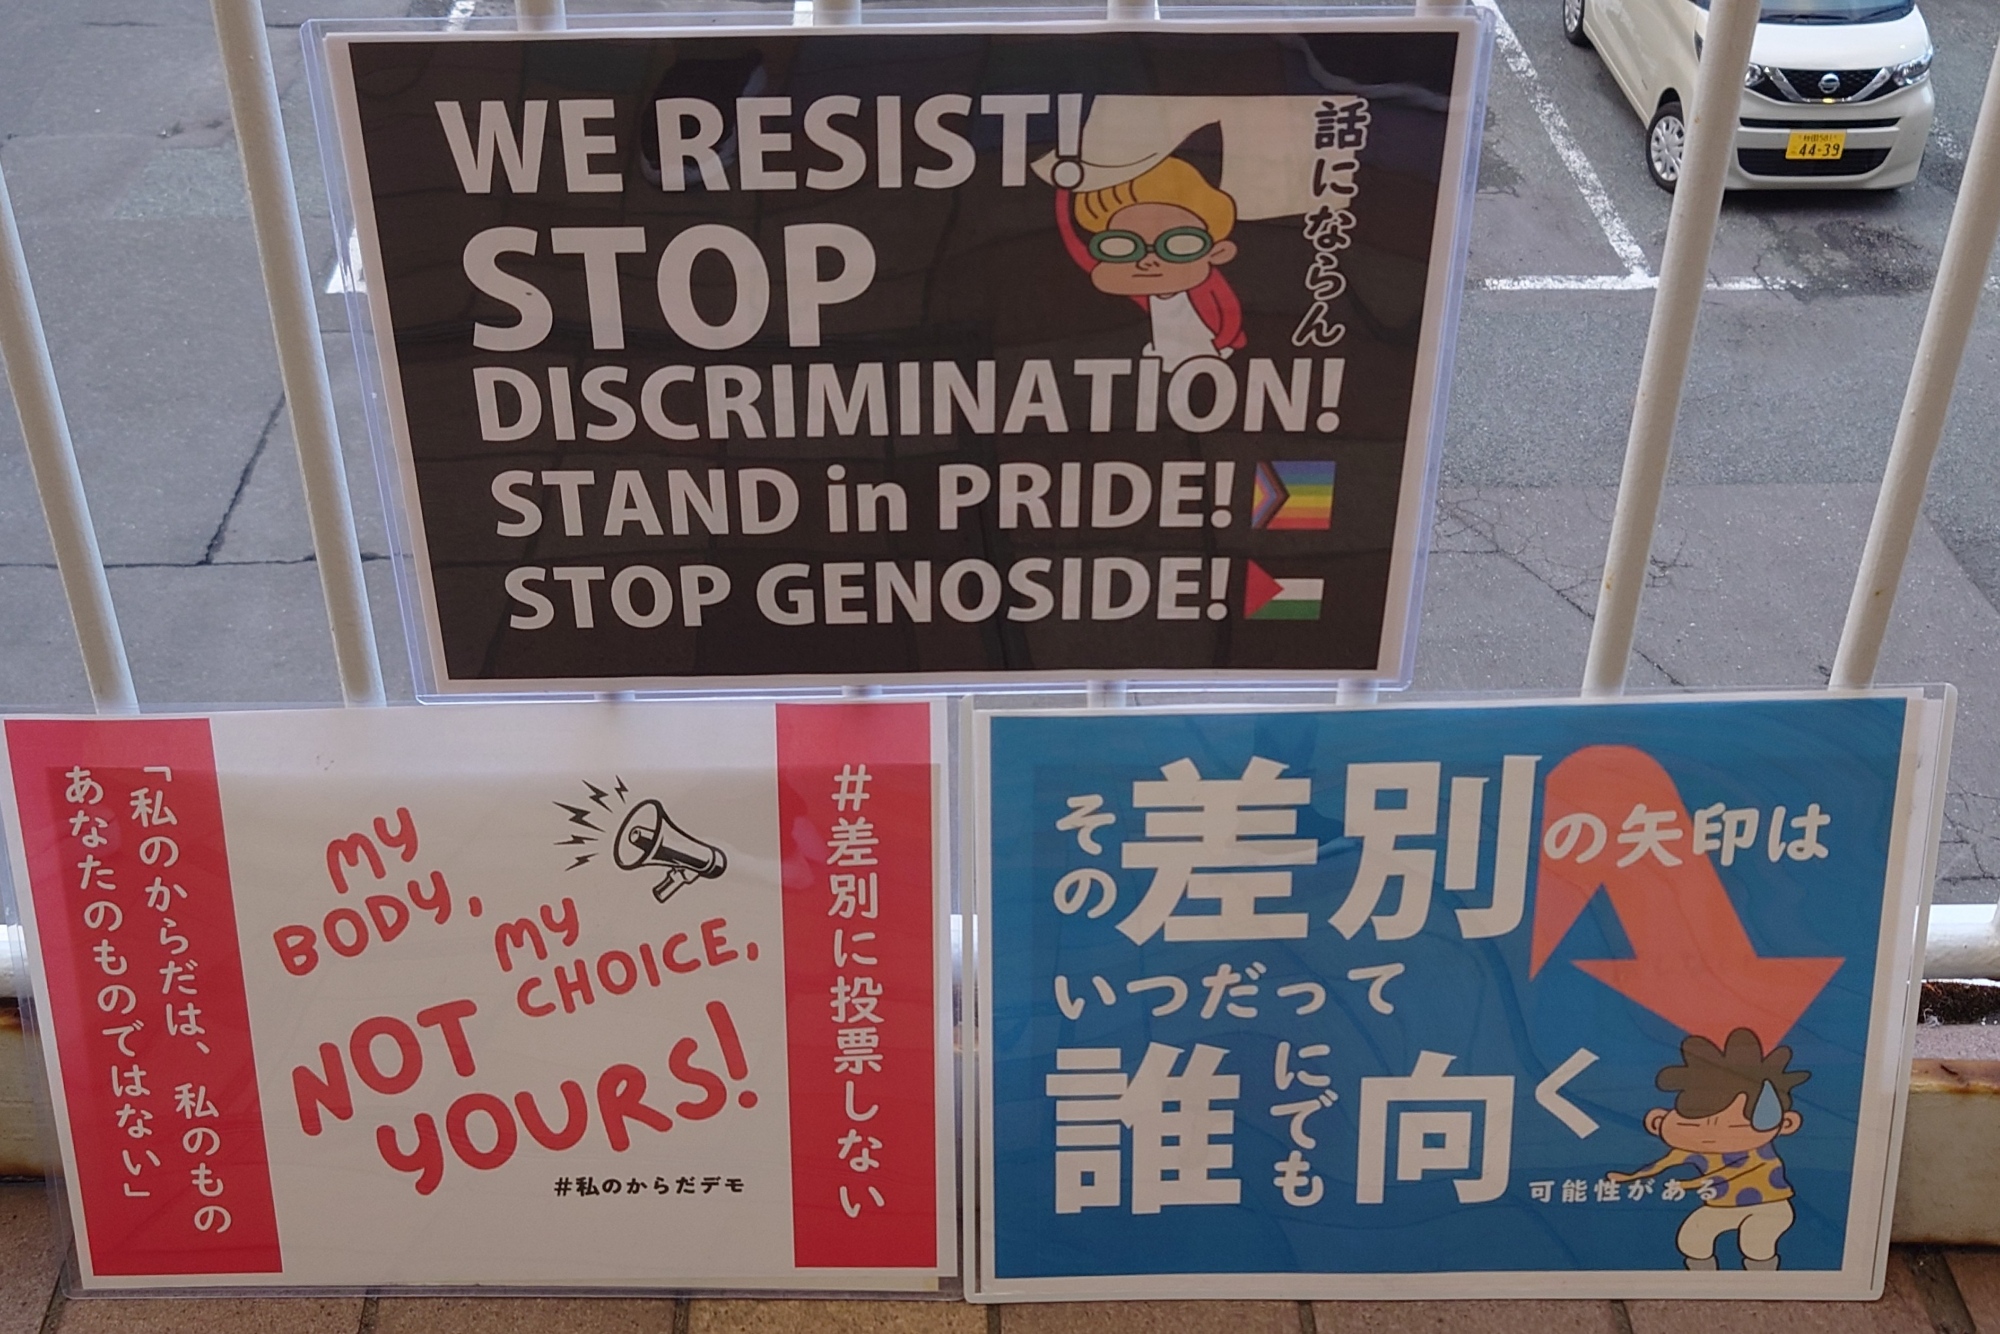 WE RESIST!
STOP
DISCRIMINATION!
STAND in PRIDE!
STOP GENOSIDE!
話にならん
44-39
「私のからだは、私のもの
あなたのものではない」
MY
BODY,
MY
CHOICE,
NOT
YOURS!
#私のからだデモ
#差別に投票しない
その差別の矢印は
いつだって
誰にでも向く
可能性がある